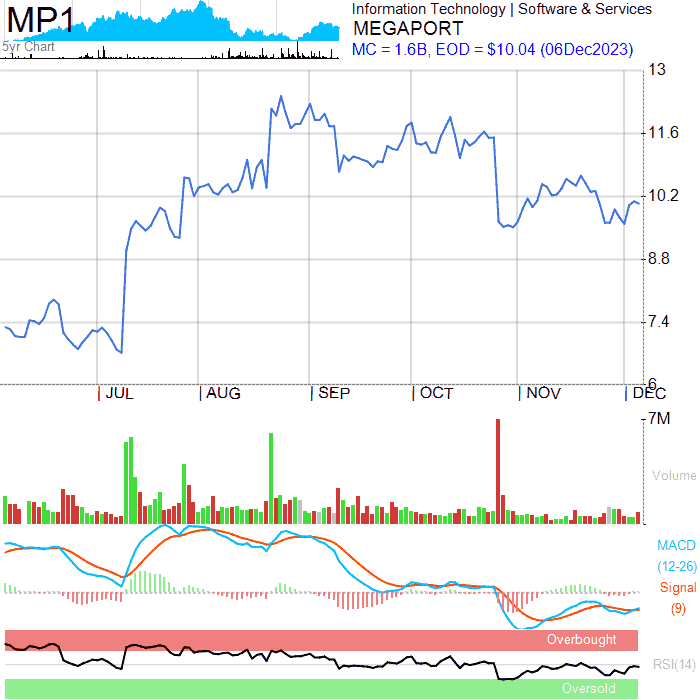 MP1
5yr Chart
Information Technology | Software & Services
MEGAPORT
MC = 1.6B, EOD = $10.04 (06Dec2023)
13
11.6
10.2
8.8
7.4
6
| JUL | AUG | SEP | OCT | NOV | DEC
7M
Volume
MACD
(12-26)
Signal
(9)
Overbought
RSI(14)
Oversold